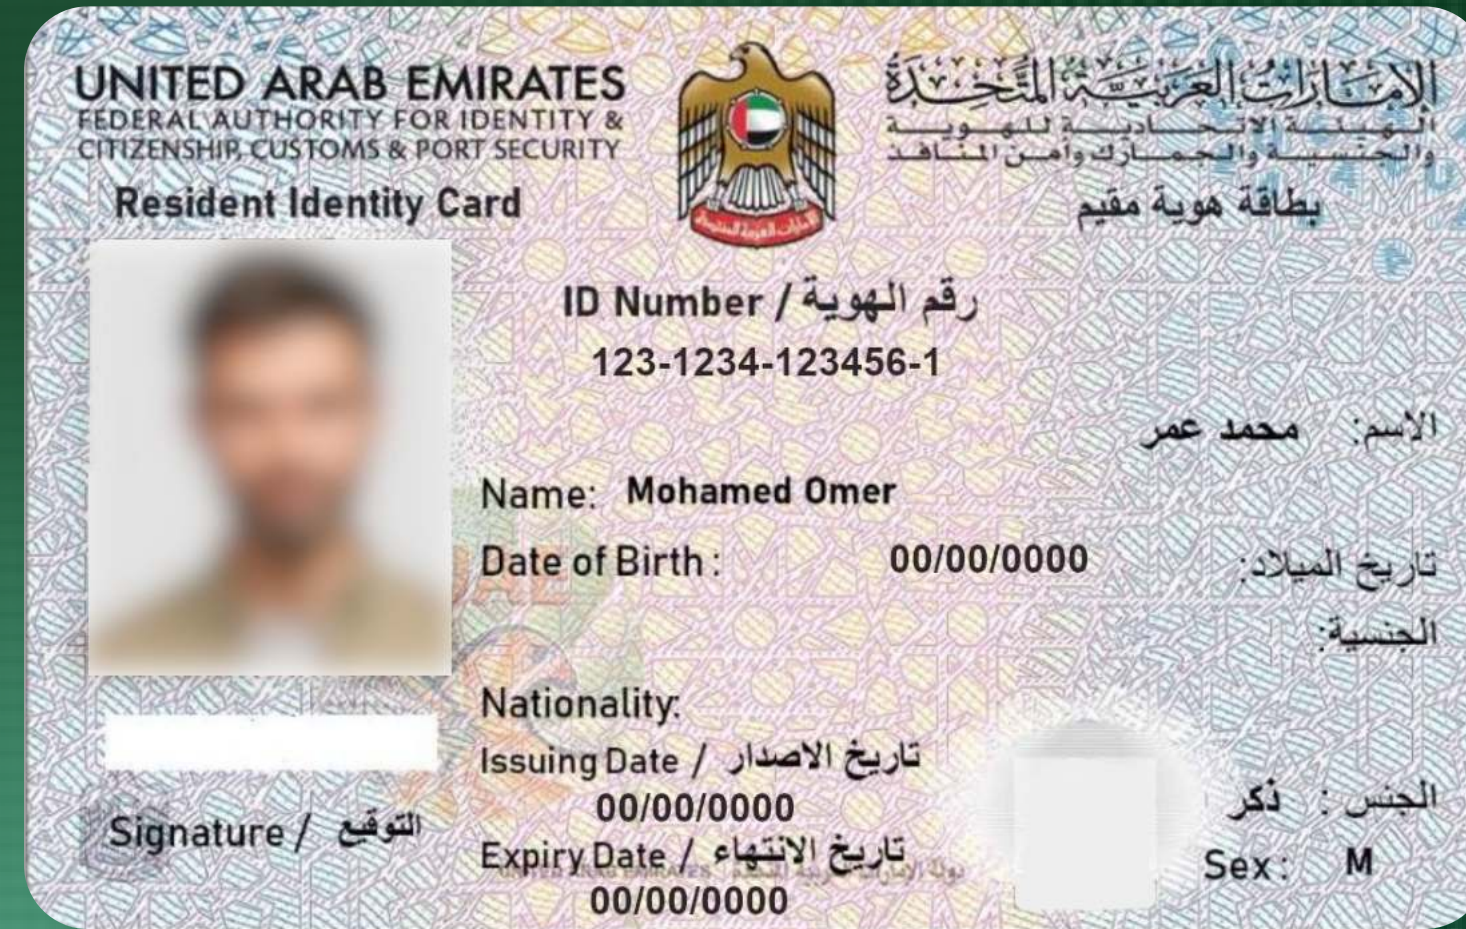 UNITED ARAB EMIRATES
FEDERAL AUTHORITY FOR IDENTITY &
CITIZENSHIP, CUSTOMS & PORT SECURITY
Resident Identity Card
الإمارات العربية المتحدة
الهيئة الاتحادية للهوية
والجنسية والجمارك وأمن المنافذ
بطاقة هوية مقيم
ID Number / رقم الهوية
123-1234-123456-1
الاسم: محمد عمر
Name: Mohamed Omer
Date of Birth : 00/00/0000 تاريخ الميلاد:
الجنسية:
Nationality:
Issuing Date / تاريخ الاصدار
00/00/0000
Expiry Date / تاريخ الانتهاء
00/00/0000
الجنس : ذكر
Sex : M
Signature / التوقيع
UAE